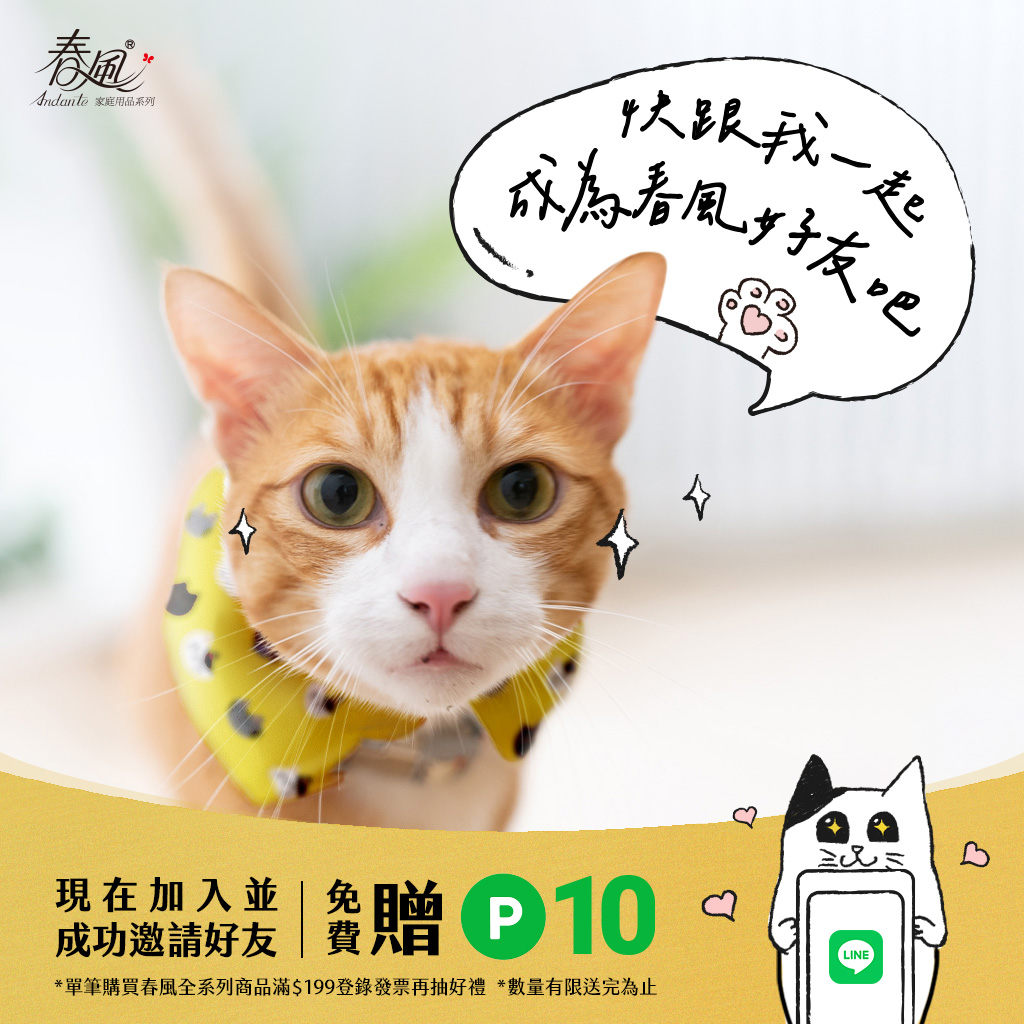 春風®
Andante 家庭用品系列
快跟我一起
成為春風好友吧
現在加入並
成功邀請好友
免費贈 P 10
*單筆購買春風全系列商品滿$199登錄發票再抽好禮 *數量有限送完為止
LINE